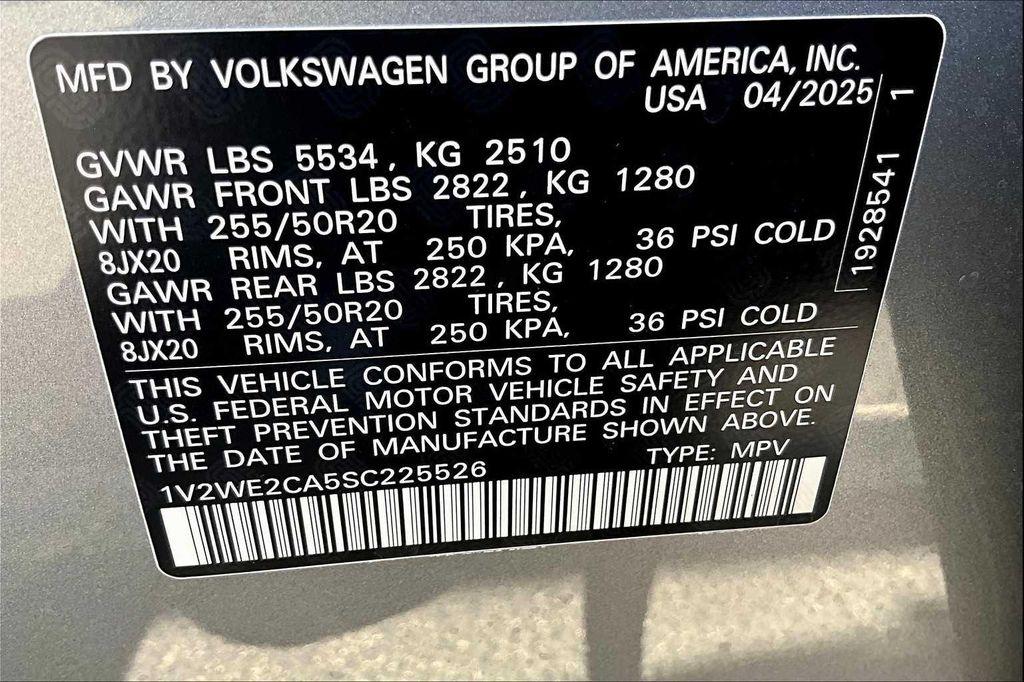 MFD BY VOLKSWAGEN GROUP OF AMERICA, INC.
USA 04/2025
GVWR LBS 5534, KG 2510
GAWR FRONT LBS 2822, KG 1280
WITH 255/50R20 TIRES,
8JX20 RIMS, AT 250 KPA, 36 PSI COLD
GAWR REAR LBS 2822, KG 1280
WITH 255/50R20 TIRES,
8JX20 RIMS, AT 250 KPA, 36 PSI COLD
THIS VEHICLE CONFORMS TO ALL APPLICABLE
U.S. FEDERAL MOTOR VEHICLE SAFETY AND
THEFT PREVENTION STANDARDS IN EFFECT ON
THE DATE OF MANUFACTURE SHOWN ABOVE.
1V2WE2CA5SC225526 TYPE: MPV
1928541 1